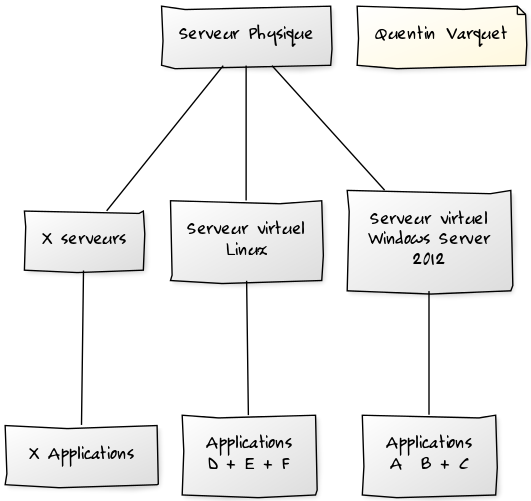 Serveur Physique
Quentin Varquet
X serveurs
Serveur virtuel
Linux
Serveur virtuel
Windows Server
2012
X Applications
Applications
D + E + F
Applications
A B + C